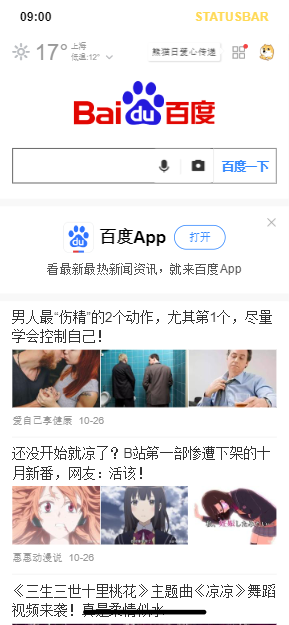 09:00
STATUSBAR
17°
上海
低温:12°
熊猫日爱心传递
Bai du 百度
百度一下
百度App
打开
看最新最热新闻资讯，就来百度App
男人最“伤精”的2个动作，尤其第1个，尽量
学会控制自己！
爱自己享健康 10-26
还没开始就凉了？B站第一部惨遭下架的十
月新番，网友：活该！
悪悪动漫说 10-26
《三生三世十里桃花》主题曲《凉凉》舞蹈
视频来袭！真是柔情似水